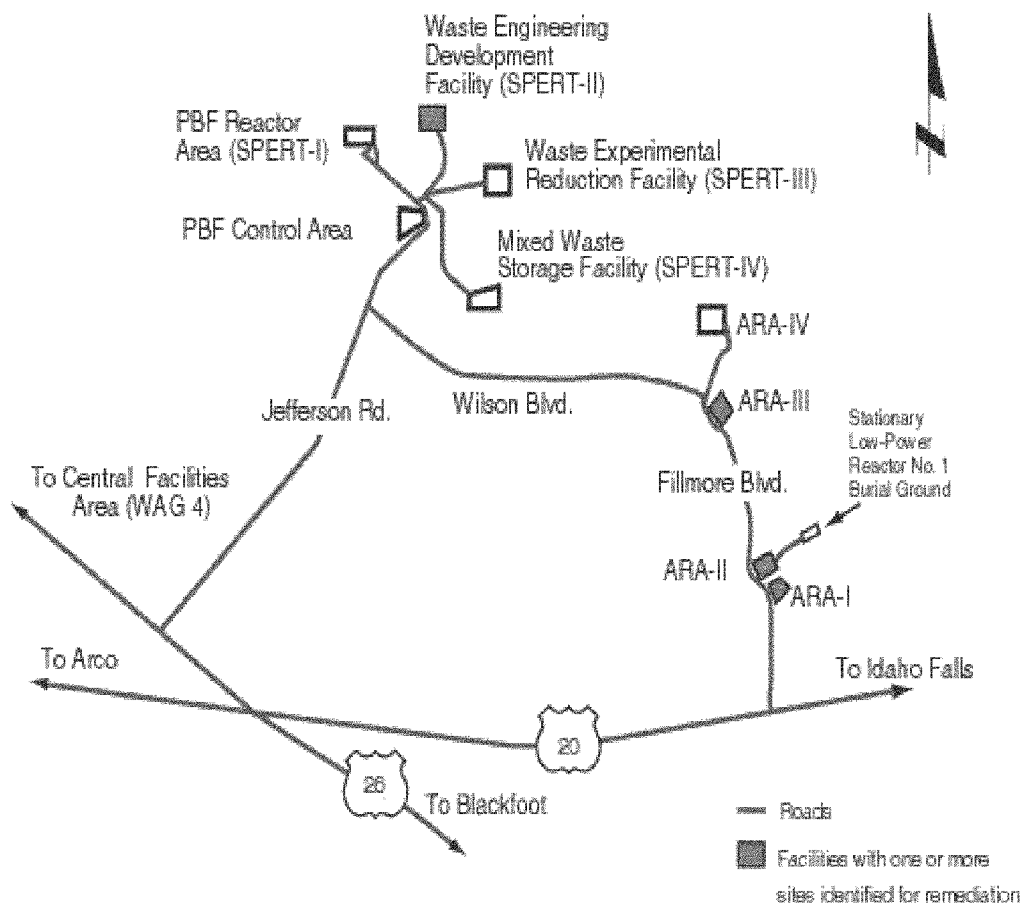 Waste Engineering
Development
Facility (SPERT-II)
PBF Reactor
Area (SPERT-I)
Waste Experimental
Reduction Facility (SPERT-III)
PBF Control Area
Mixed Waste
Storage Facility (SPERT-IV)
ARA-IV
ARA-III
Jefferson Rd.
Wilson Blvd.
Stationary
Low-Power
Reactor No. 1
Burial Ground
To Central Facilities
Area (WAG 4)
Fillmore Blvd.
ARA-II
ARA-I
To Arco
To Idaho Falls
20
26
To Blackfoot
Roads
Facilities with one or more
sites identified for remediation